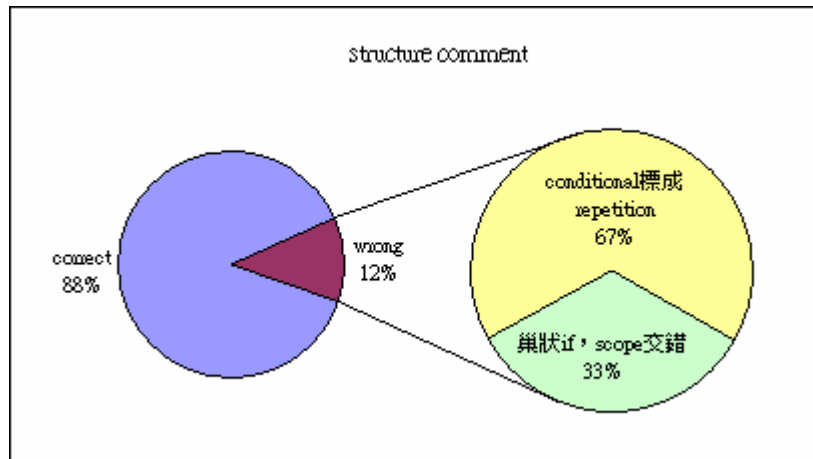 structure comment
correct
88%
wrong
12%
conditional標成
repetition
67%
巢狀if，scope交錯
33%